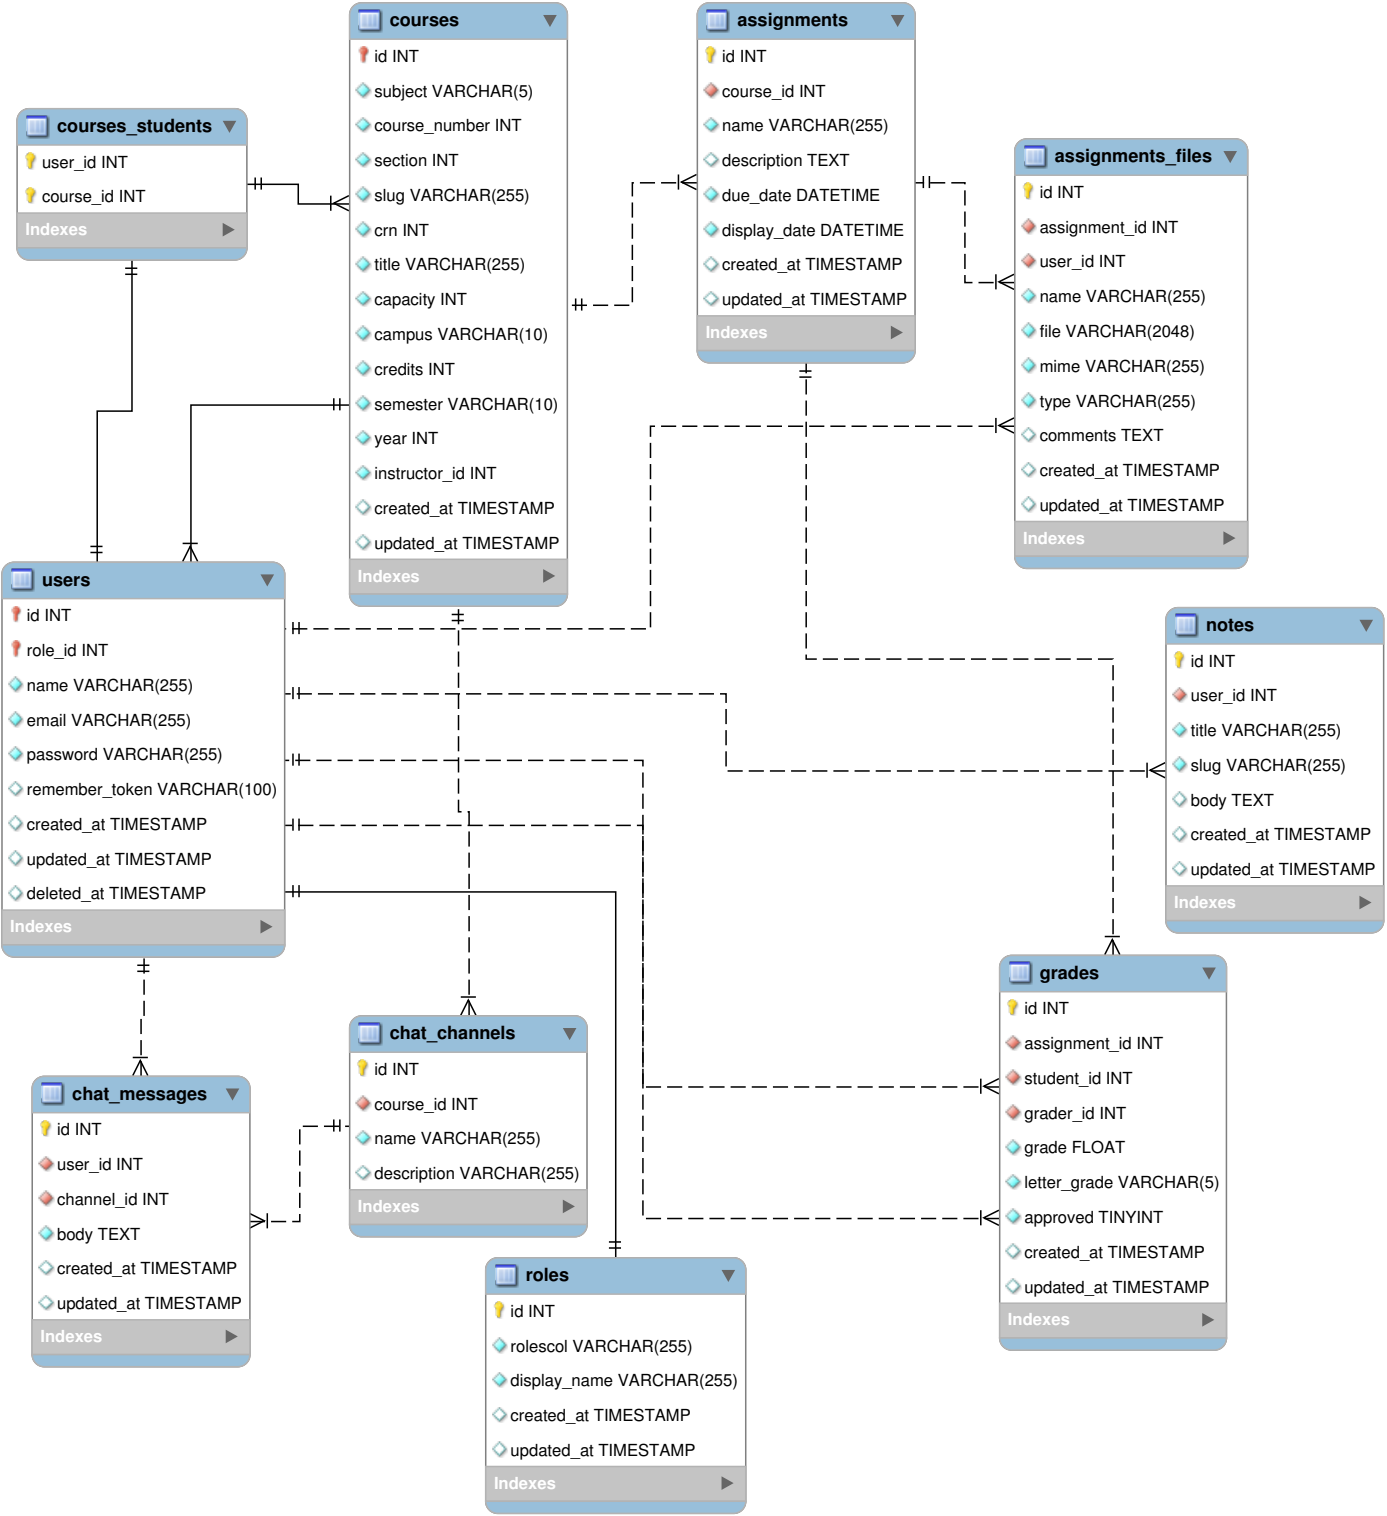 courses
id INT
subject VARCHAR(5)
course_number INT
section INT
slug VARCHAR(255)
crn INT
title VARCHAR(255)
capacity INT
campus VARCHAR(10)
credits INT
semester VARCHAR(10)
year INT
instructor_id INT
created_at TIMESTAMP
updated_at TIMESTAMP
Indexes
assignments
id INT
course_id INT
name VARCHAR(255)
description TEXT
due_date DATETIME
display_date DATETIME
created_at TIMESTAMP
updated_at TIMESTAMP
Indexes
courses_students
user_id INT
course_id INT
Indexes
assignments_files
id INT
assignment_id INT
user_id INT
name VARCHAR(255)
file VARCHAR(2048)
mime VARCHAR(255)
type VARCHAR(255)
comments TEXT
created_at TIMESTAMP
updated_at TIMESTAMP
Indexes
users
id INT
role_id INT
name VARCHAR(255)
email VARCHAR(255)
password VARCHAR(255)
remember_token VARCHAR(100)
created_at TIMESTAMP
updated_at TIMESTAMP
deleted_at TIMESTAMP
Indexes
notes
id INT
user_id INT
title VARCHAR(255)
slug VARCHAR(255)
body TEXT
created_at TIMESTAMP
updated_at TIMESTAMP
Indexes
grades
id INT
assignment_id INT
student_id INT
grader_id INT
grade FLOAT
letter_grade VARCHAR(5)
approved TINYINT
created_at TIMESTAMP
updated_at TIMESTAMP
Indexes
chat_channels
id INT
course_id INT
name VARCHAR(255)
description VARCHAR(255)
Indexes
chat_messages
id INT
user_id INT
channel_id INT
body TEXT
created_at TIMESTAMP
updated_at TIMESTAMP
Indexes
roles
id INT
rolescol VARCHAR(255)
display_name VARCHAR(255)
created_at TIMESTAMP
updated_at TIMESTAMP
Indexes